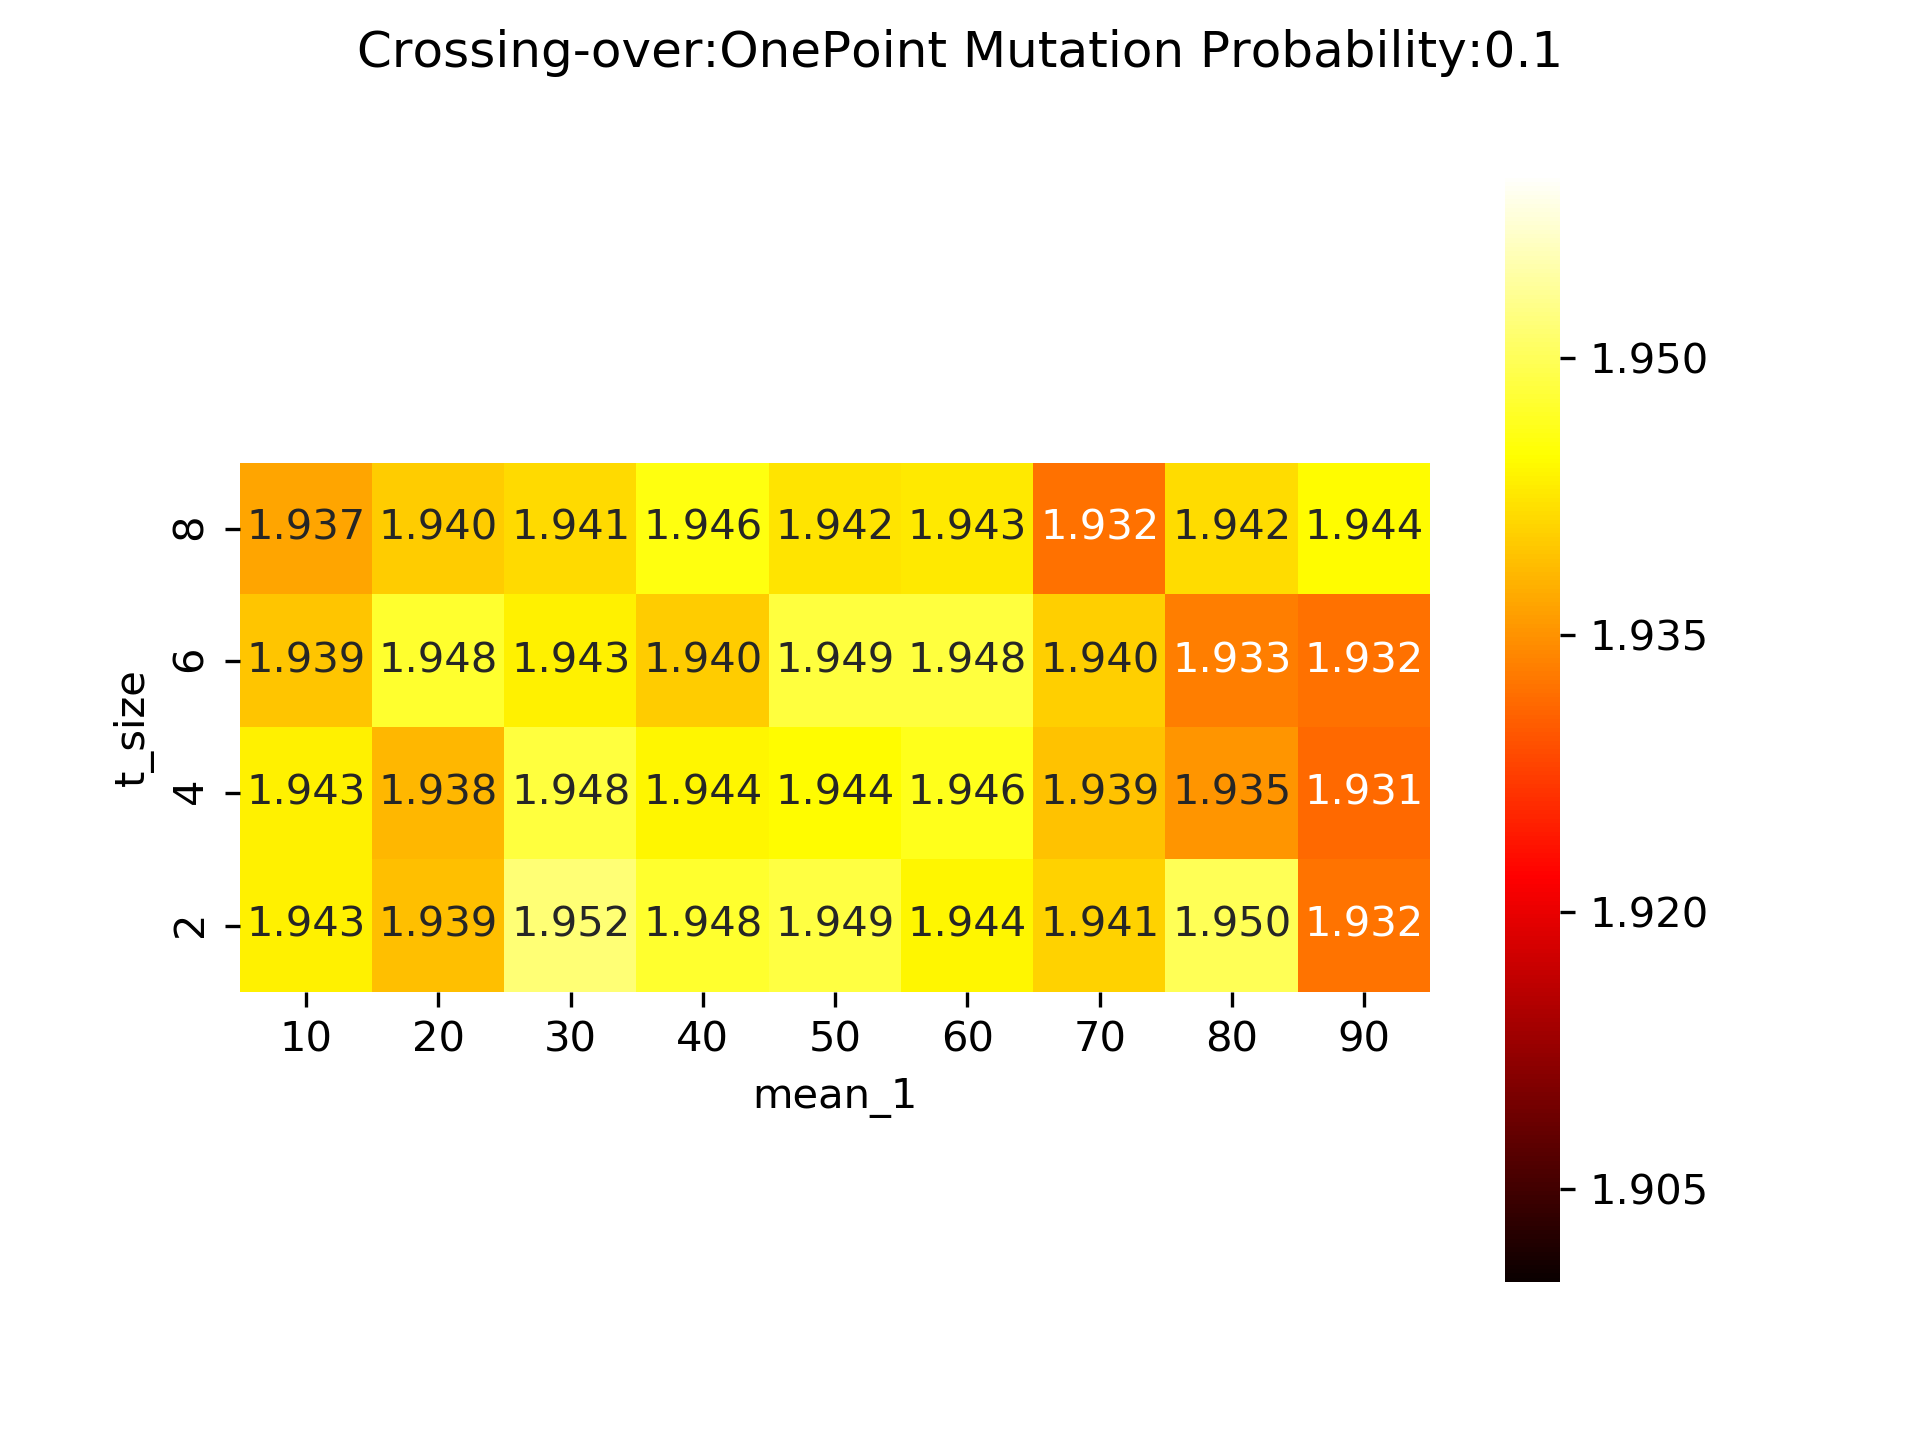 Crossing-over:OnePoint Mutation Probability:0.1
1.950
1.935
1.920
1.905
t_size
8
1.937 1.940 1.941 1.946 1.942 1.943 1.932 1.942 1.944
6
1.939 1.948 1.943 1.940 1.949 1.948 1.940 1.933 1.932
4
1.943 1.938 1.948 1.944 1.944 1.946 1.939 1.935 1.931
2
1.943 1.939 1.952 1.948 1.949 1.944 1.941 1.950 1.932
10 20 30 40 50 60 70 80 90
mean_1